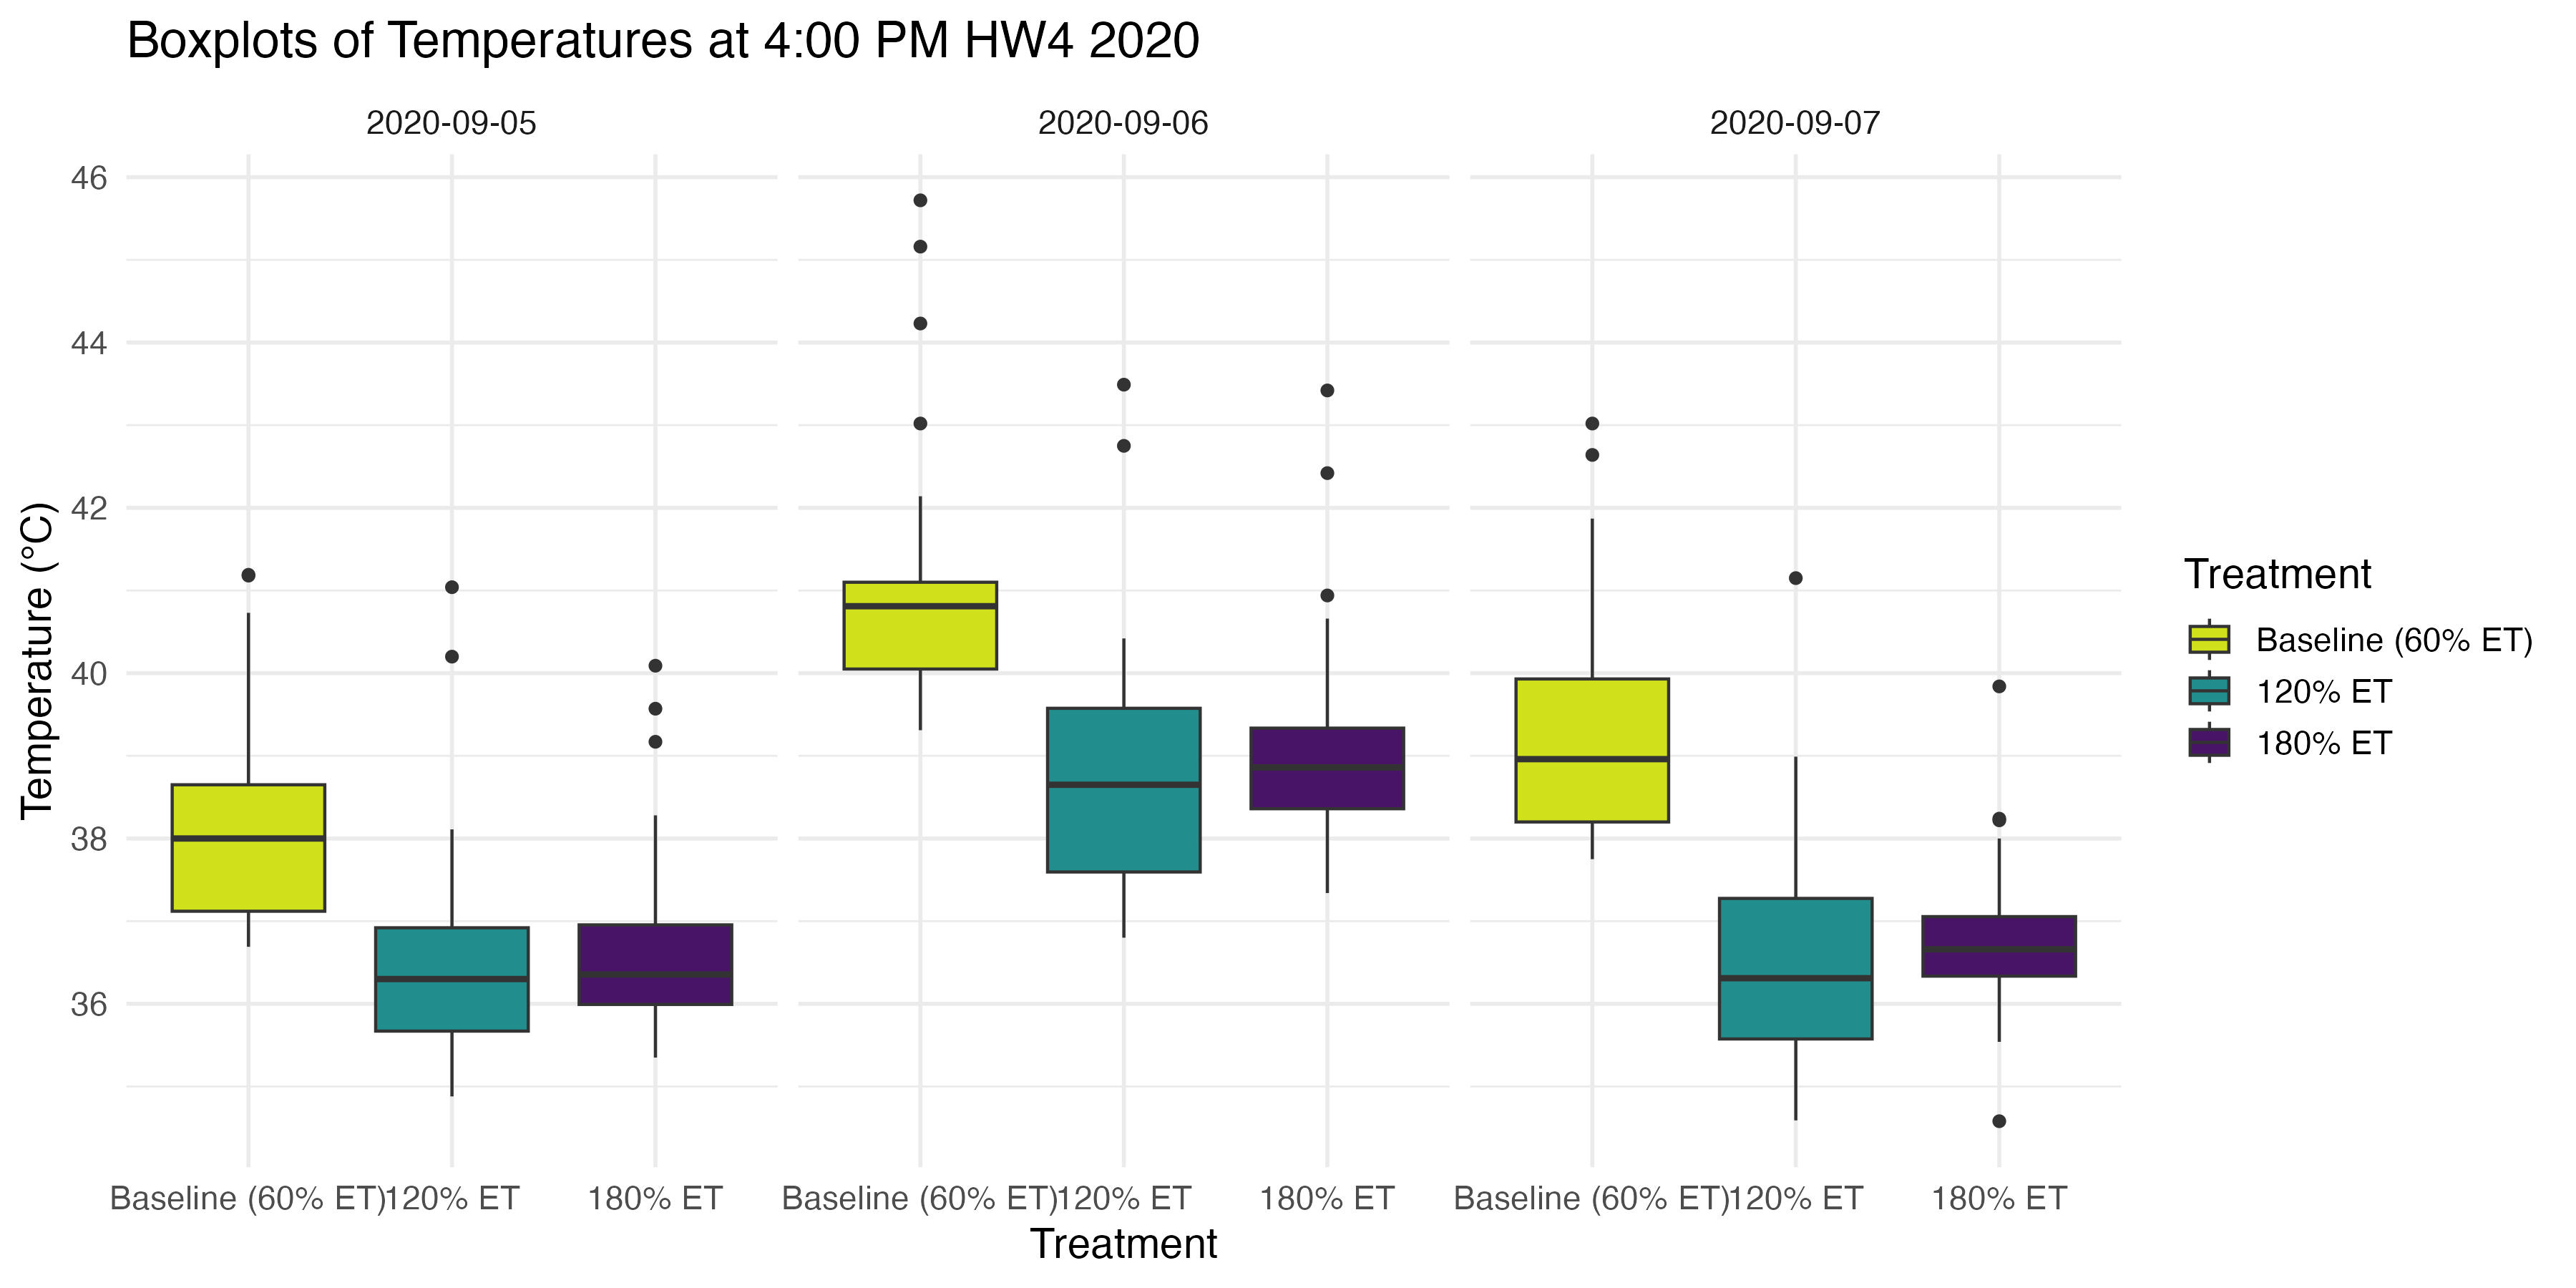 Boxplots of Temperatures at 4:00 PM HW4 2020
2020-09-05 2020-09-06 2020-09-07
46
44
42
40
38
36
Temperature (°C)
Baseline (60% ET) 120% ET 180% ET Baseline (60% ET) 120% ET 180% ET Baseline (60% ET) 120% ET 180% ET
Treatment
Treatment
Baseline (60% ET)
120% ET
180% ET